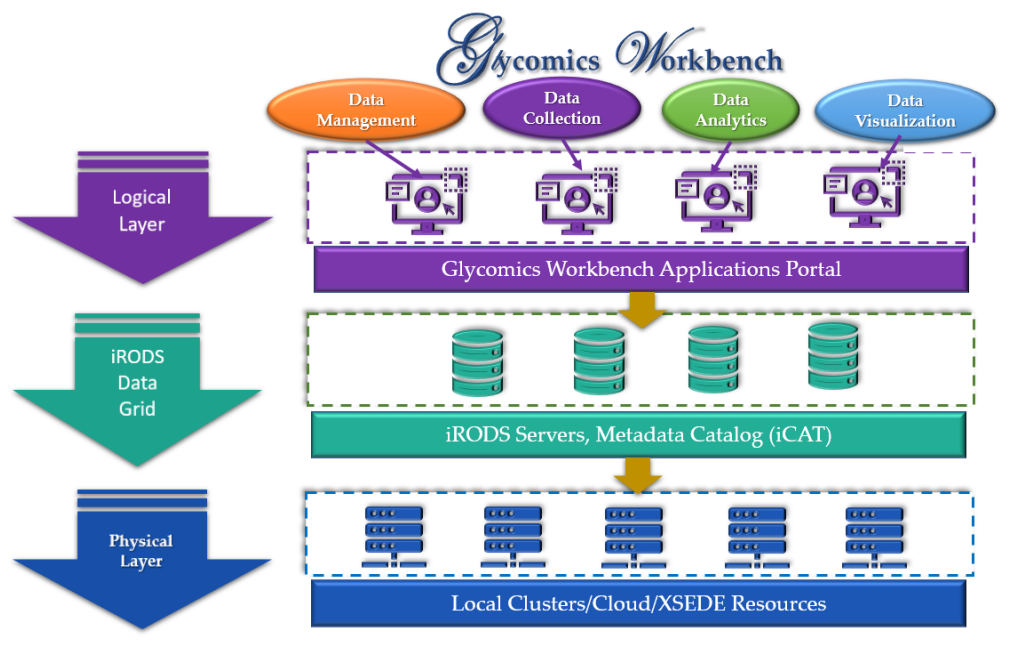 Glycomics Workbench
Data
Management
Data
Collection
Data
Analytics
Data
Visualization
Logical
Layer
Glycomics Workbench Applications Portal
iRODS
Data
Grid
iRODS Servers, Metadata Catalog (iCAT)
Physical
Layer
Local Clusters/Cloud/XSEDE Resources